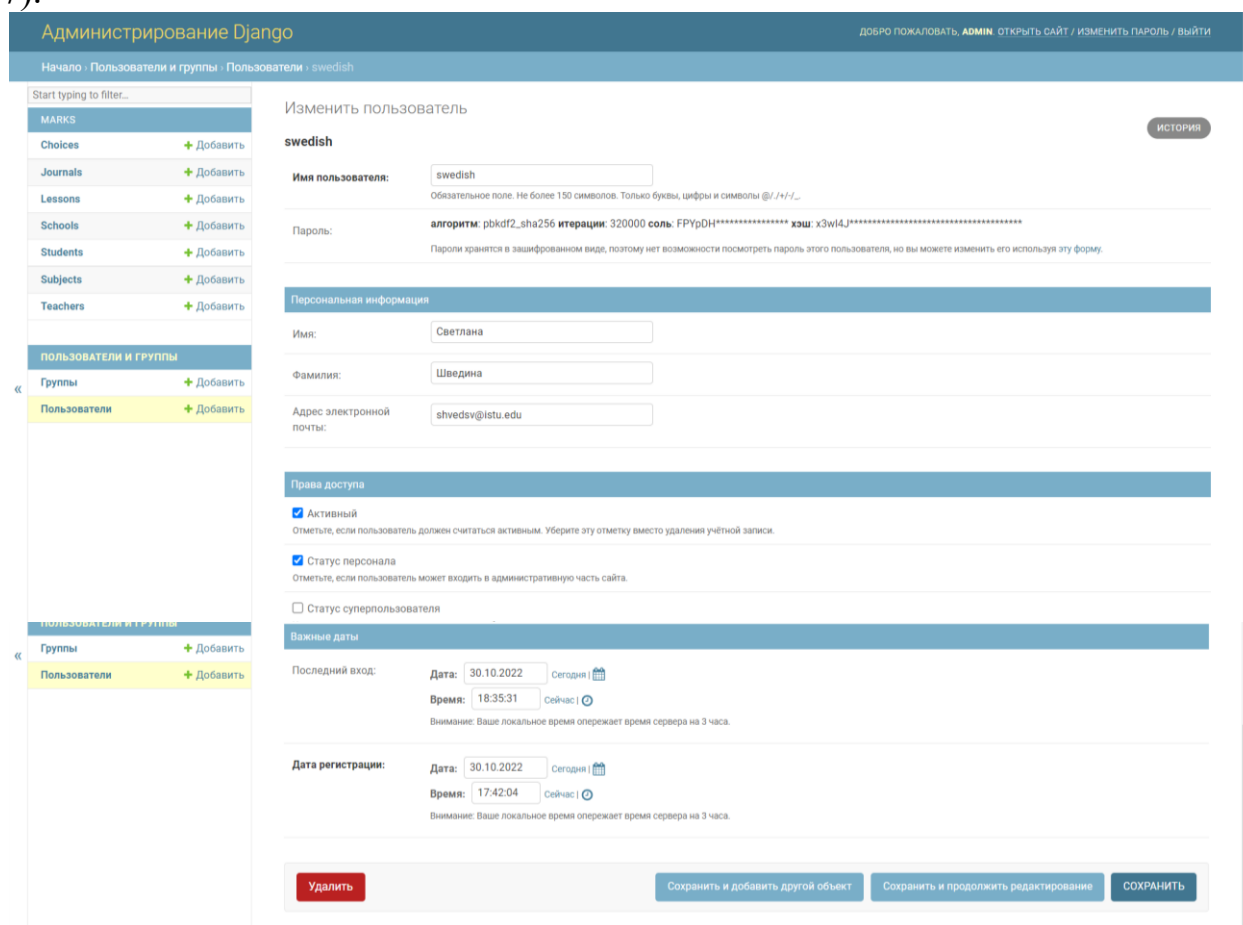 7).
Администрирование Django
ДОБРО ПОЖАЛОВАТЬ, ADMIN. ОТКРЫТЬ САЙТ / ИЗМЕНИТЬ ПАРОЛЬ / ВЫЙТИ
Начало › Пользователи и группы › Пользователи › swedish
Start typing to filter...
MARKS
Choices + Добавить
Journals + Добавить
Lessons + Добавить
Schools + Добавить
Students + Добавить
Subjects + Добавить
Teachers + Добавить
ПОЛЬЗОВАТЕЛИ И ГРУППЫ
Группы + Добавить
Пользователи + Добавить
«
Изменить пользователь
ИСТОРИЯ
swedish
Имя пользователя: swedish
Обязательное поле. Не более 150 символов. Только буквы, цифры и символы @/./+/-/_.
Пароль: алгоритм: pbkdf2_sha256 итерации: 320000 соль: FPYpDH**************** хэш: x3wI4J**************************************
Пароли хранятся в зашифрованном виде, поэтому нет возможности посмотреть пароль этого пользователя, но вы можете изменить его используя эту форму.
Персональная информация
Имя: Светлана
Фамилия: Шведина
Адрес электронной
почты: shvedsv@istu.edu
Права доступа
Активный
Отметьте, если пользователь должен считаться активным. Уберите эту отметку вместо удаления учётной записи.
Статус персонала
Отметьте, если пользователь может входить в административную часть сайта.
Статус суперпользователя
ПОЛЬЗОВАТЕЛИ И ГРУППЫ
Группы + Добавить
Пользователи + Добавить
«
Важные даты
Последний вход: Дата: 30.10.2022 Сегодня |
Время: 18:35:31 Сейчас |
Внимание: Ваше локальное время опережает время сервера на 3 часа.
Дата регистрации: Дата: 30.10.2022 Сегодня |
Время: 17:42:04 Сейчас |
Внимание: Ваше локальное время опережает время сервера на 3 часа.
Удалить
Сохранить и добавить другой объект
Сохранить и продолжить редактирование
СОХРАНИТЬ